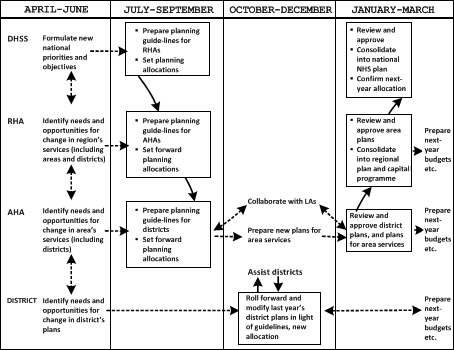 APRIL-JUNE
JULY-SEPTEMBER
OCTOBER-DECEMBER
JANUARY-MARCH
DHSS
Formulate new
national
priorities and
objectives
▪ Prepare planning
guide-lines for
RHAs
▪ Set planning
allocations
▪ Review and
approve
▪ Consolidate
into national
NHS plan
▪ Confirm next-
year allocation
RHA
Identify needs and
opportunities for
change in region's
services (including
areas and districts)
▪ Prepare planning
guide-lines for
AHAs
▪ Set forward
planning
allocations
▪ Review and
approve area
plans
▪ Consolidate
into regional
plan and capital
programme
Prepare
next-
year
budgets
etc.
AHA
Identify needs and
opportunities for
change in area's
services (including
districts)
▪ Prepare planning
guide-lines for
districts
▪ Set forward
planning
allocations
Collaborate with LAs
Prepare new plans for
area services
Review and
approve district
plans, and plans
for area services
Prepare
next-
year
budgets
etc.
Assist districts
DISTRICT
Identify needs and
opportunities for
change in district's
plans
Roll forward and
modify last year's
district plans in light
of guidelines, new
allocation
Prepare
next-
year
budgets
etc.